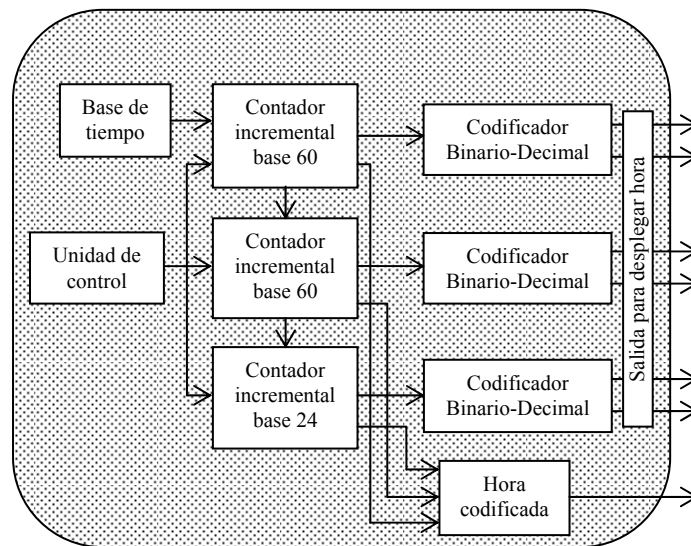 Base de
tiempo
Contador
incremental
base 60
Codificador
Binario-Decimal
Unidad de
control
Contador
incremental
base 60
Codificador
Binario-Decimal
Contador
incremental
base 24
Codificador
Binario-Decimal
Salida para desplegar hora
Hora
codificada